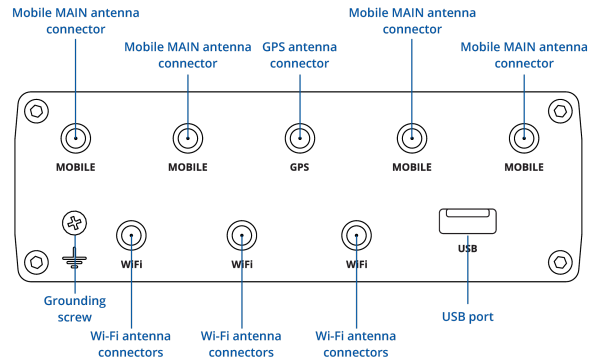 Mobile MAIN antenna
connector
Mobile MAIN antenna
connector
GPS antenna
connector
Mobile MAIN antenna
connector
Mobile MAIN antenna
connector
MOBILE
MOBILE
GPS
MOBILE
MOBILE
WiFi
WiFi
WiFi
USB
Grounding
screw
Wi-Fi antenna
connectors
Wi-Fi antenna
connectors
Wi-Fi antenna
connectors
USB port